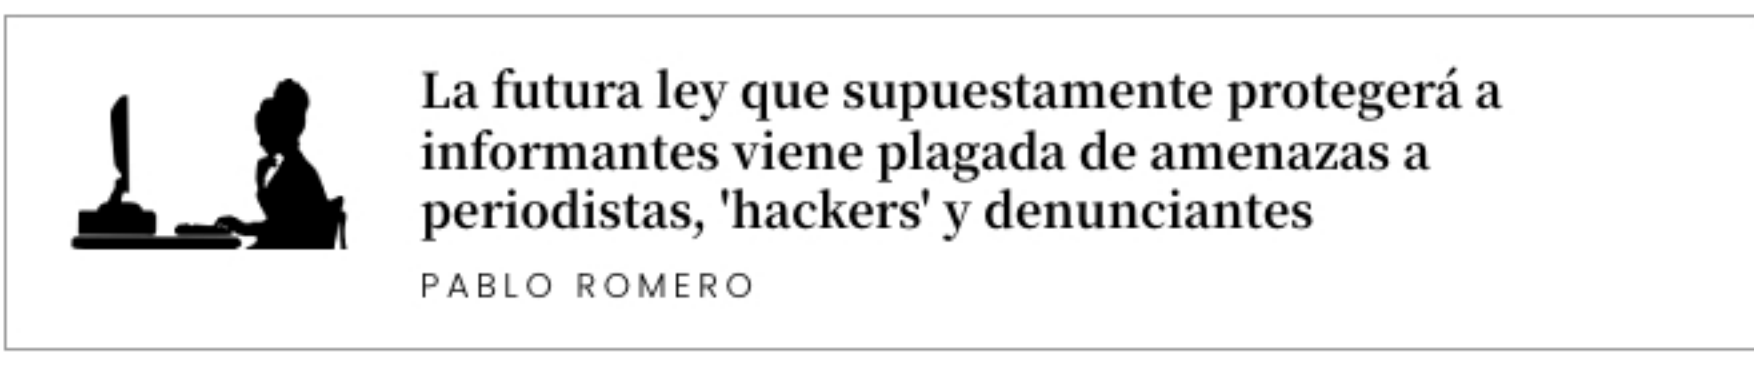 La futura ley que supuestamente protegerá a
informantes viene plagada de amenazas a
periodistas, 'hackers' y denunciantes
PABLO ROMERO